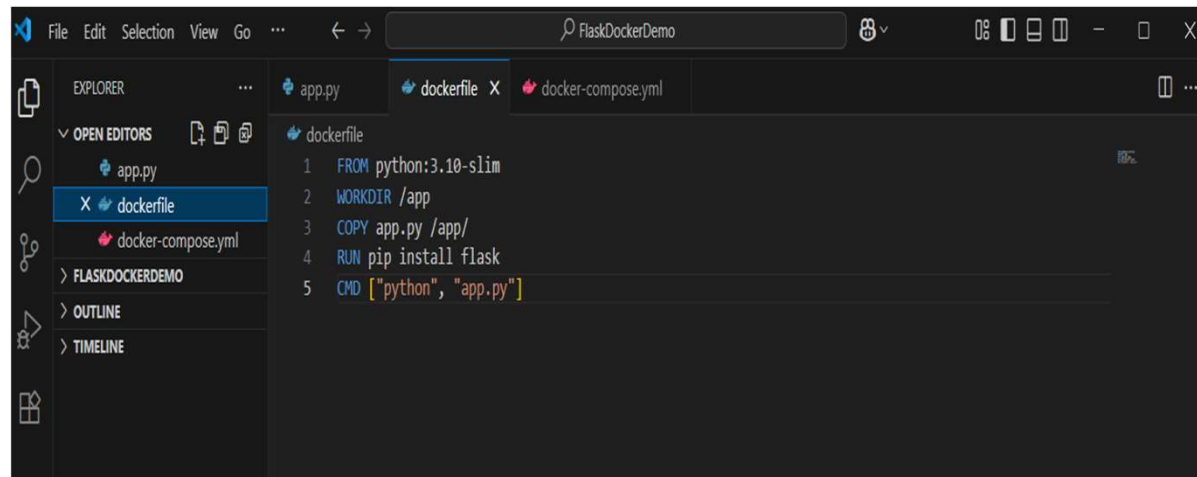 File Edit Selection View Go ... FlaskDockerDemo
EXPLORER ...
OPEN EDITORS
app.py
X dockerfile
docker-compose.yml
FLASKDOCKERDEMO
OUTLINE
TIMELINE
app.py dockerfile X docker-compose.yml ...
dockerfile
1 FROM python:3.10-slim
2 WORKDIR /app
3 COPY app.py /app/
4 RUN pip install flask
5 CMD ["python", "app.py"]